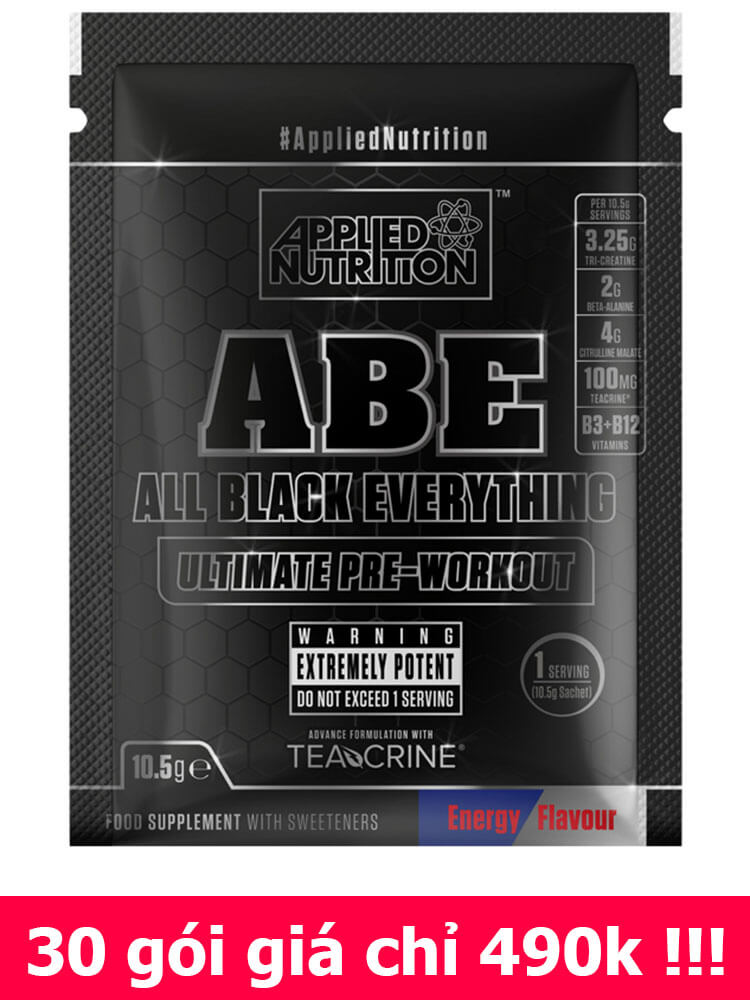 #AppliedNutrition
APPLIED
NUTRITION
TM
PER 10.5g
SERVINGS
3.25G
TRI-CREATINE
2G
BETA-ALANINE
4G
CITRULLINE MALATE
100MG
TEACRINE®
B3+B12
VITAMINS
ABE
ALL BLACK EVERYTHING
ULTIMATE PRE-WORKOUT
WARNING
EXTREMELY POTENT
DO NOT EXCEED 1 SERVING
1 SERVING
(10.5g Sachet)
ADVANCE FORMULATION WITH
TEACRINE®
10.5g e
FOOD SUPPLEMENT WITH SWEETENERS
Energy Flavour
30 gói giá chỉ 490k !!!